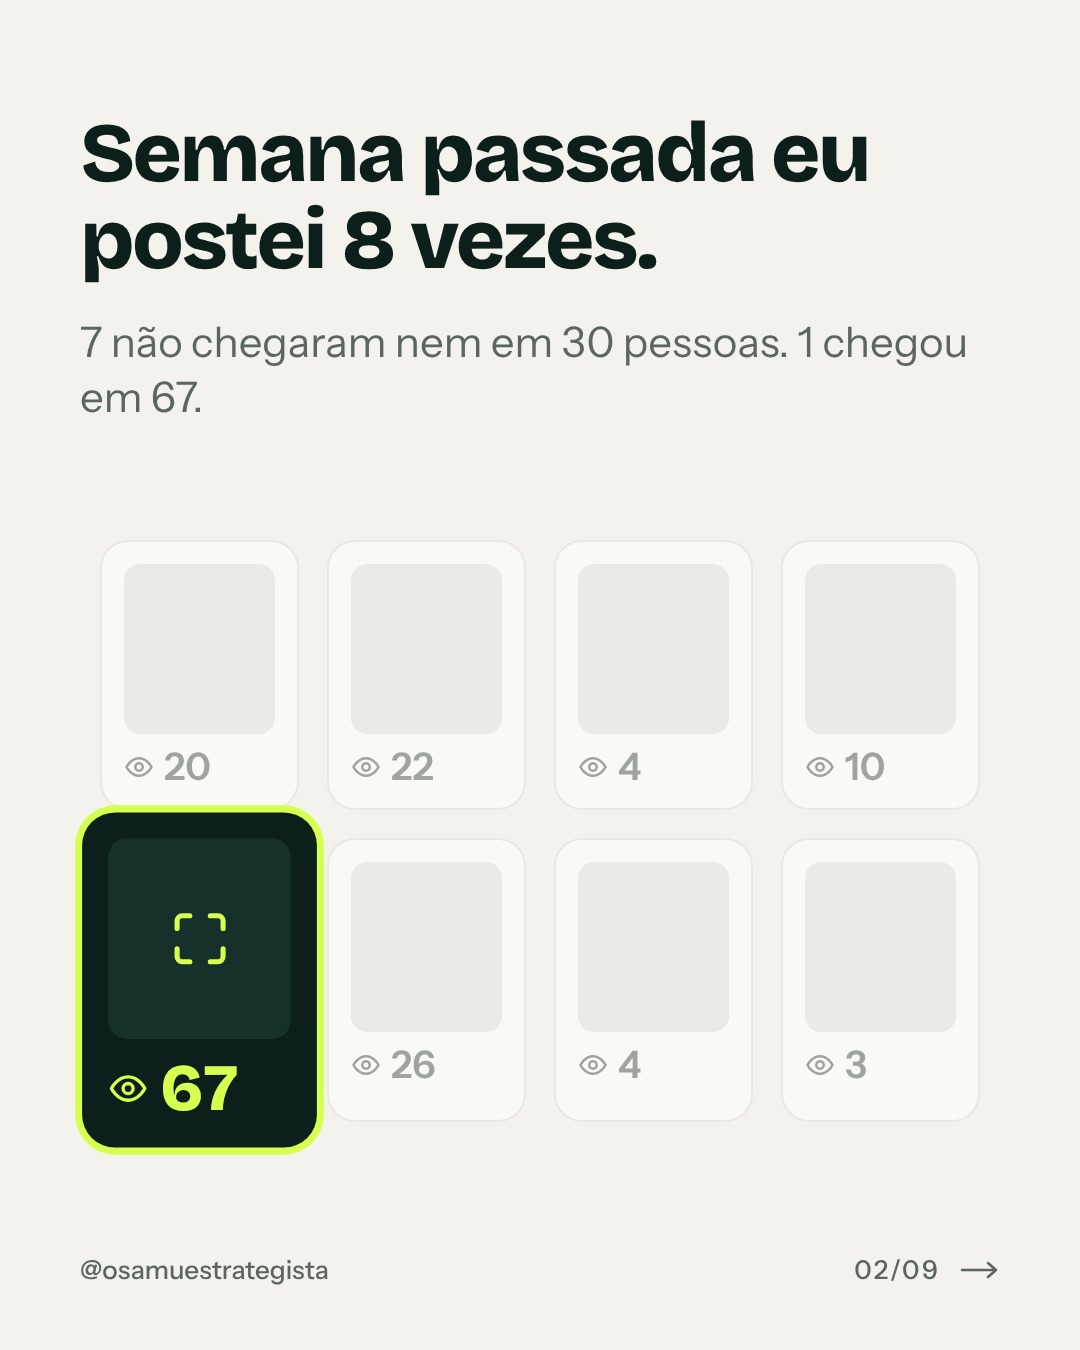 Semana passada eu
postei 8 vezes.
7 não chegaram nem em 30 pessoas. 1 chegou
em 67.
20
22
4
10
67
26
4
3
@osamuestrategista
02/09